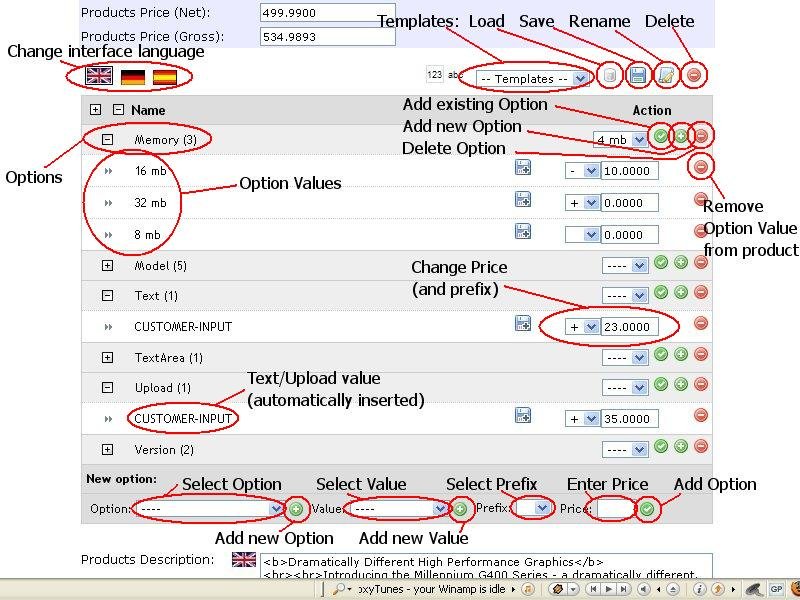 Products Price (Net): 499.9900
Products Price (Gross): 534.9893
Templates: Load Save Rename Delete
Change interface language
123 abc -- Templates --
Name Action
Add existing Option
Memory (3) 4 mb
Add new Option
Delete Option
Options
16 mb - 10.0000
Option Values
32 mb + 0.0000
Remove
Option Value
from product
8 mb 0.0000
Model (5) ----
Change Price
(and prefix)
Text (1) ----
CUSTOMER-INPUT + 23.0000
TextArea (1) ----
Text/Upload value
(automatically inserted)
Upload (1) ----
CUSTOMER-INPUT + 35.0000
Version (2) ----
New option:
Select Option Select Value Select Prefix Enter Price Add Option
Option: ---- Value: ---- Prefix: Price:
Add new Option Add new Value
Products Description: <b>Dramatically Different High Performance Graphics</b>
<br><br>Introducing the Millennium G400 Series - a dramatically different,
oxyTunes - your Winamp is idle GP